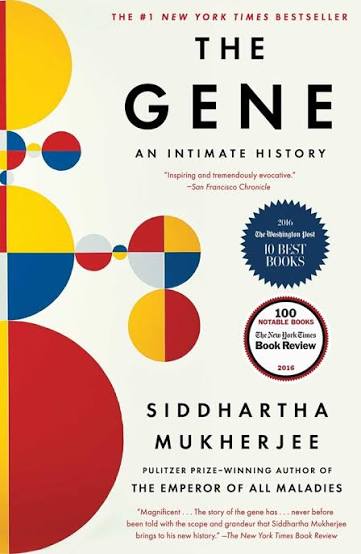 THE #1 NEW YORK TIMES BESTSELLER
THE
GENE
AN INTIMATE HISTORY
"Inspiring and tremendously evocative."
—San Francisco Chronicle
2016
The Washington Post
10 BEST
BOOKS
100
NOTABLE BOOKS
The New York Times
Book Review
2016
SIDDHARTHA
MUKHERJEE
PULITZER PRIZE–WINNING AUTHOR OF
THE EMPEROR OF ALL MALADIES
"Magnificent . . . The story of the gene has . . . never before
been told with the scope and grandeur that Siddhartha Mukherjee
brings to his new history." —The New York Times Book Review